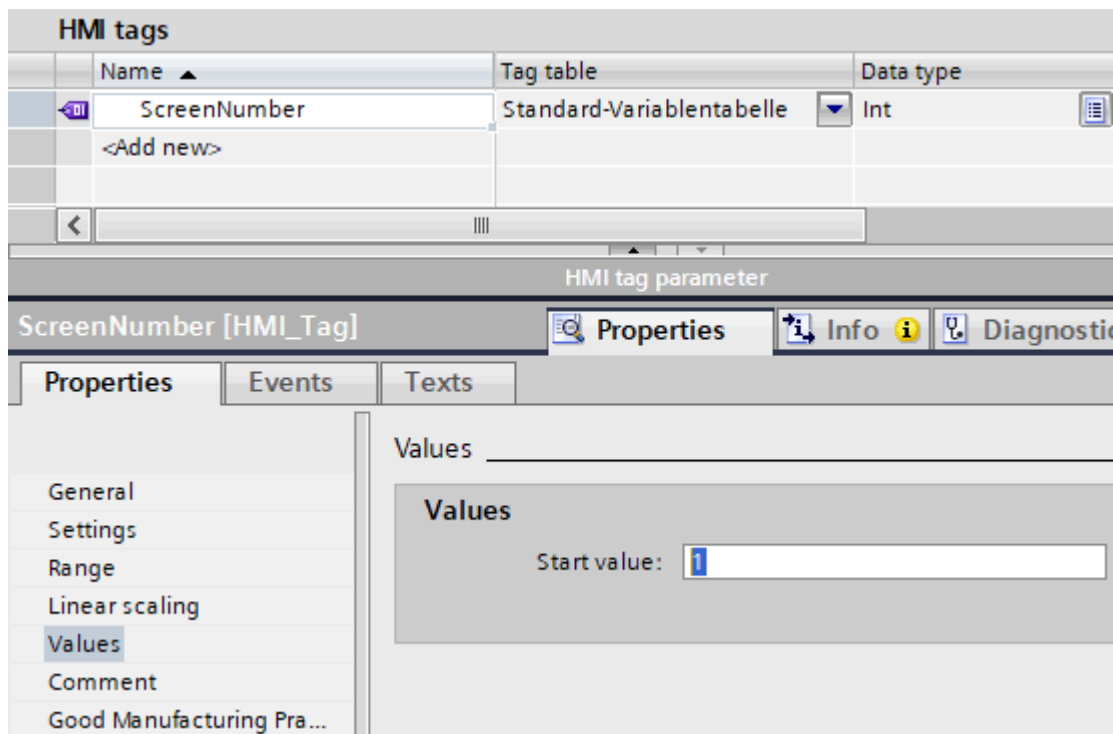 HMI tags
Name Tag table Data type
ScreenNumber Standard-Variablentabelle Int
<Add new>
HMI tag parameter
ScreenNumber [HMI_Tag] Properties Info Diagnostic
Properties Events Texts
Values
General
Settings
Range
Linear scaling
Values
Comment
Good Manufacturing Pra...
Values
Start value: 1